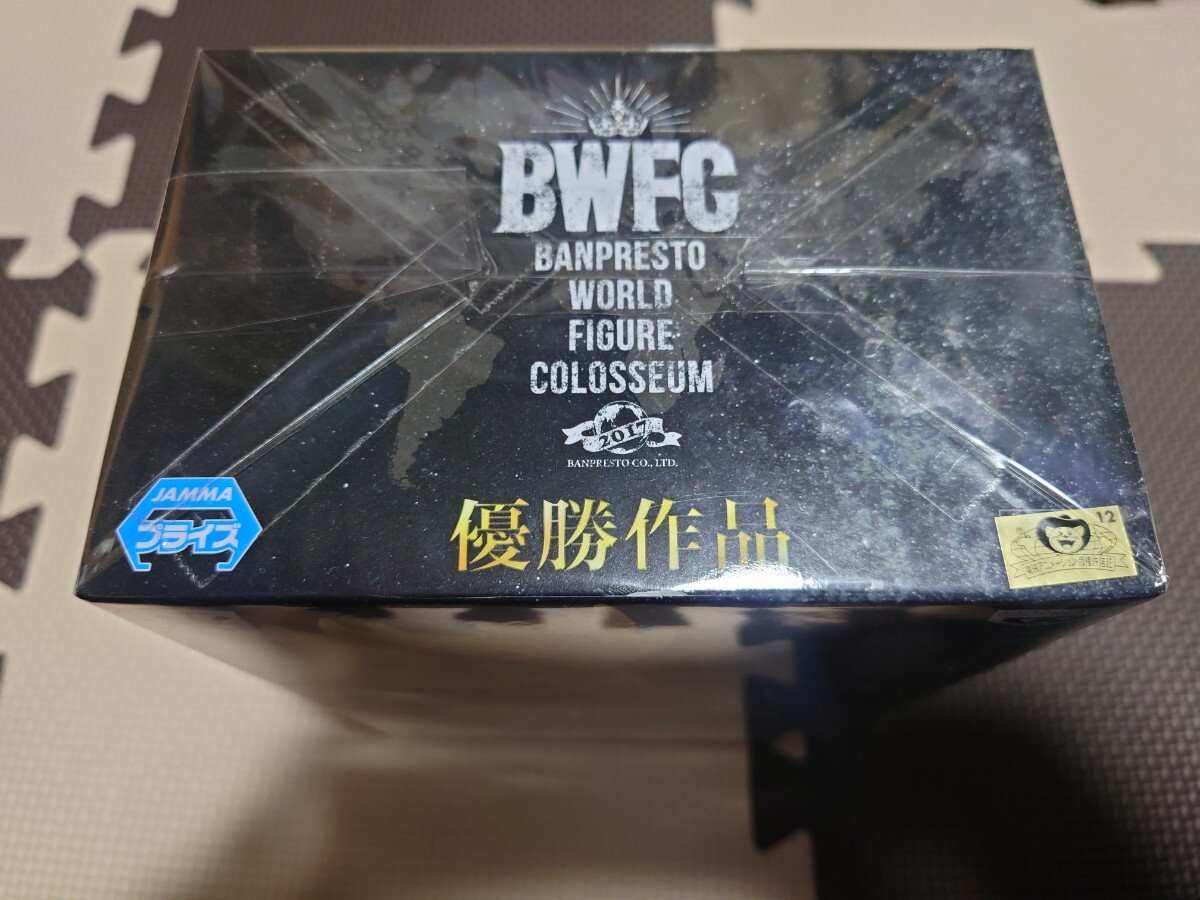 BWFC
BANPRESTO
WORLD
FIGURE
COLOSSEUM
2017
BANPRESTO CO., LTD.
優勝作品
JAMMA
プライズ
12